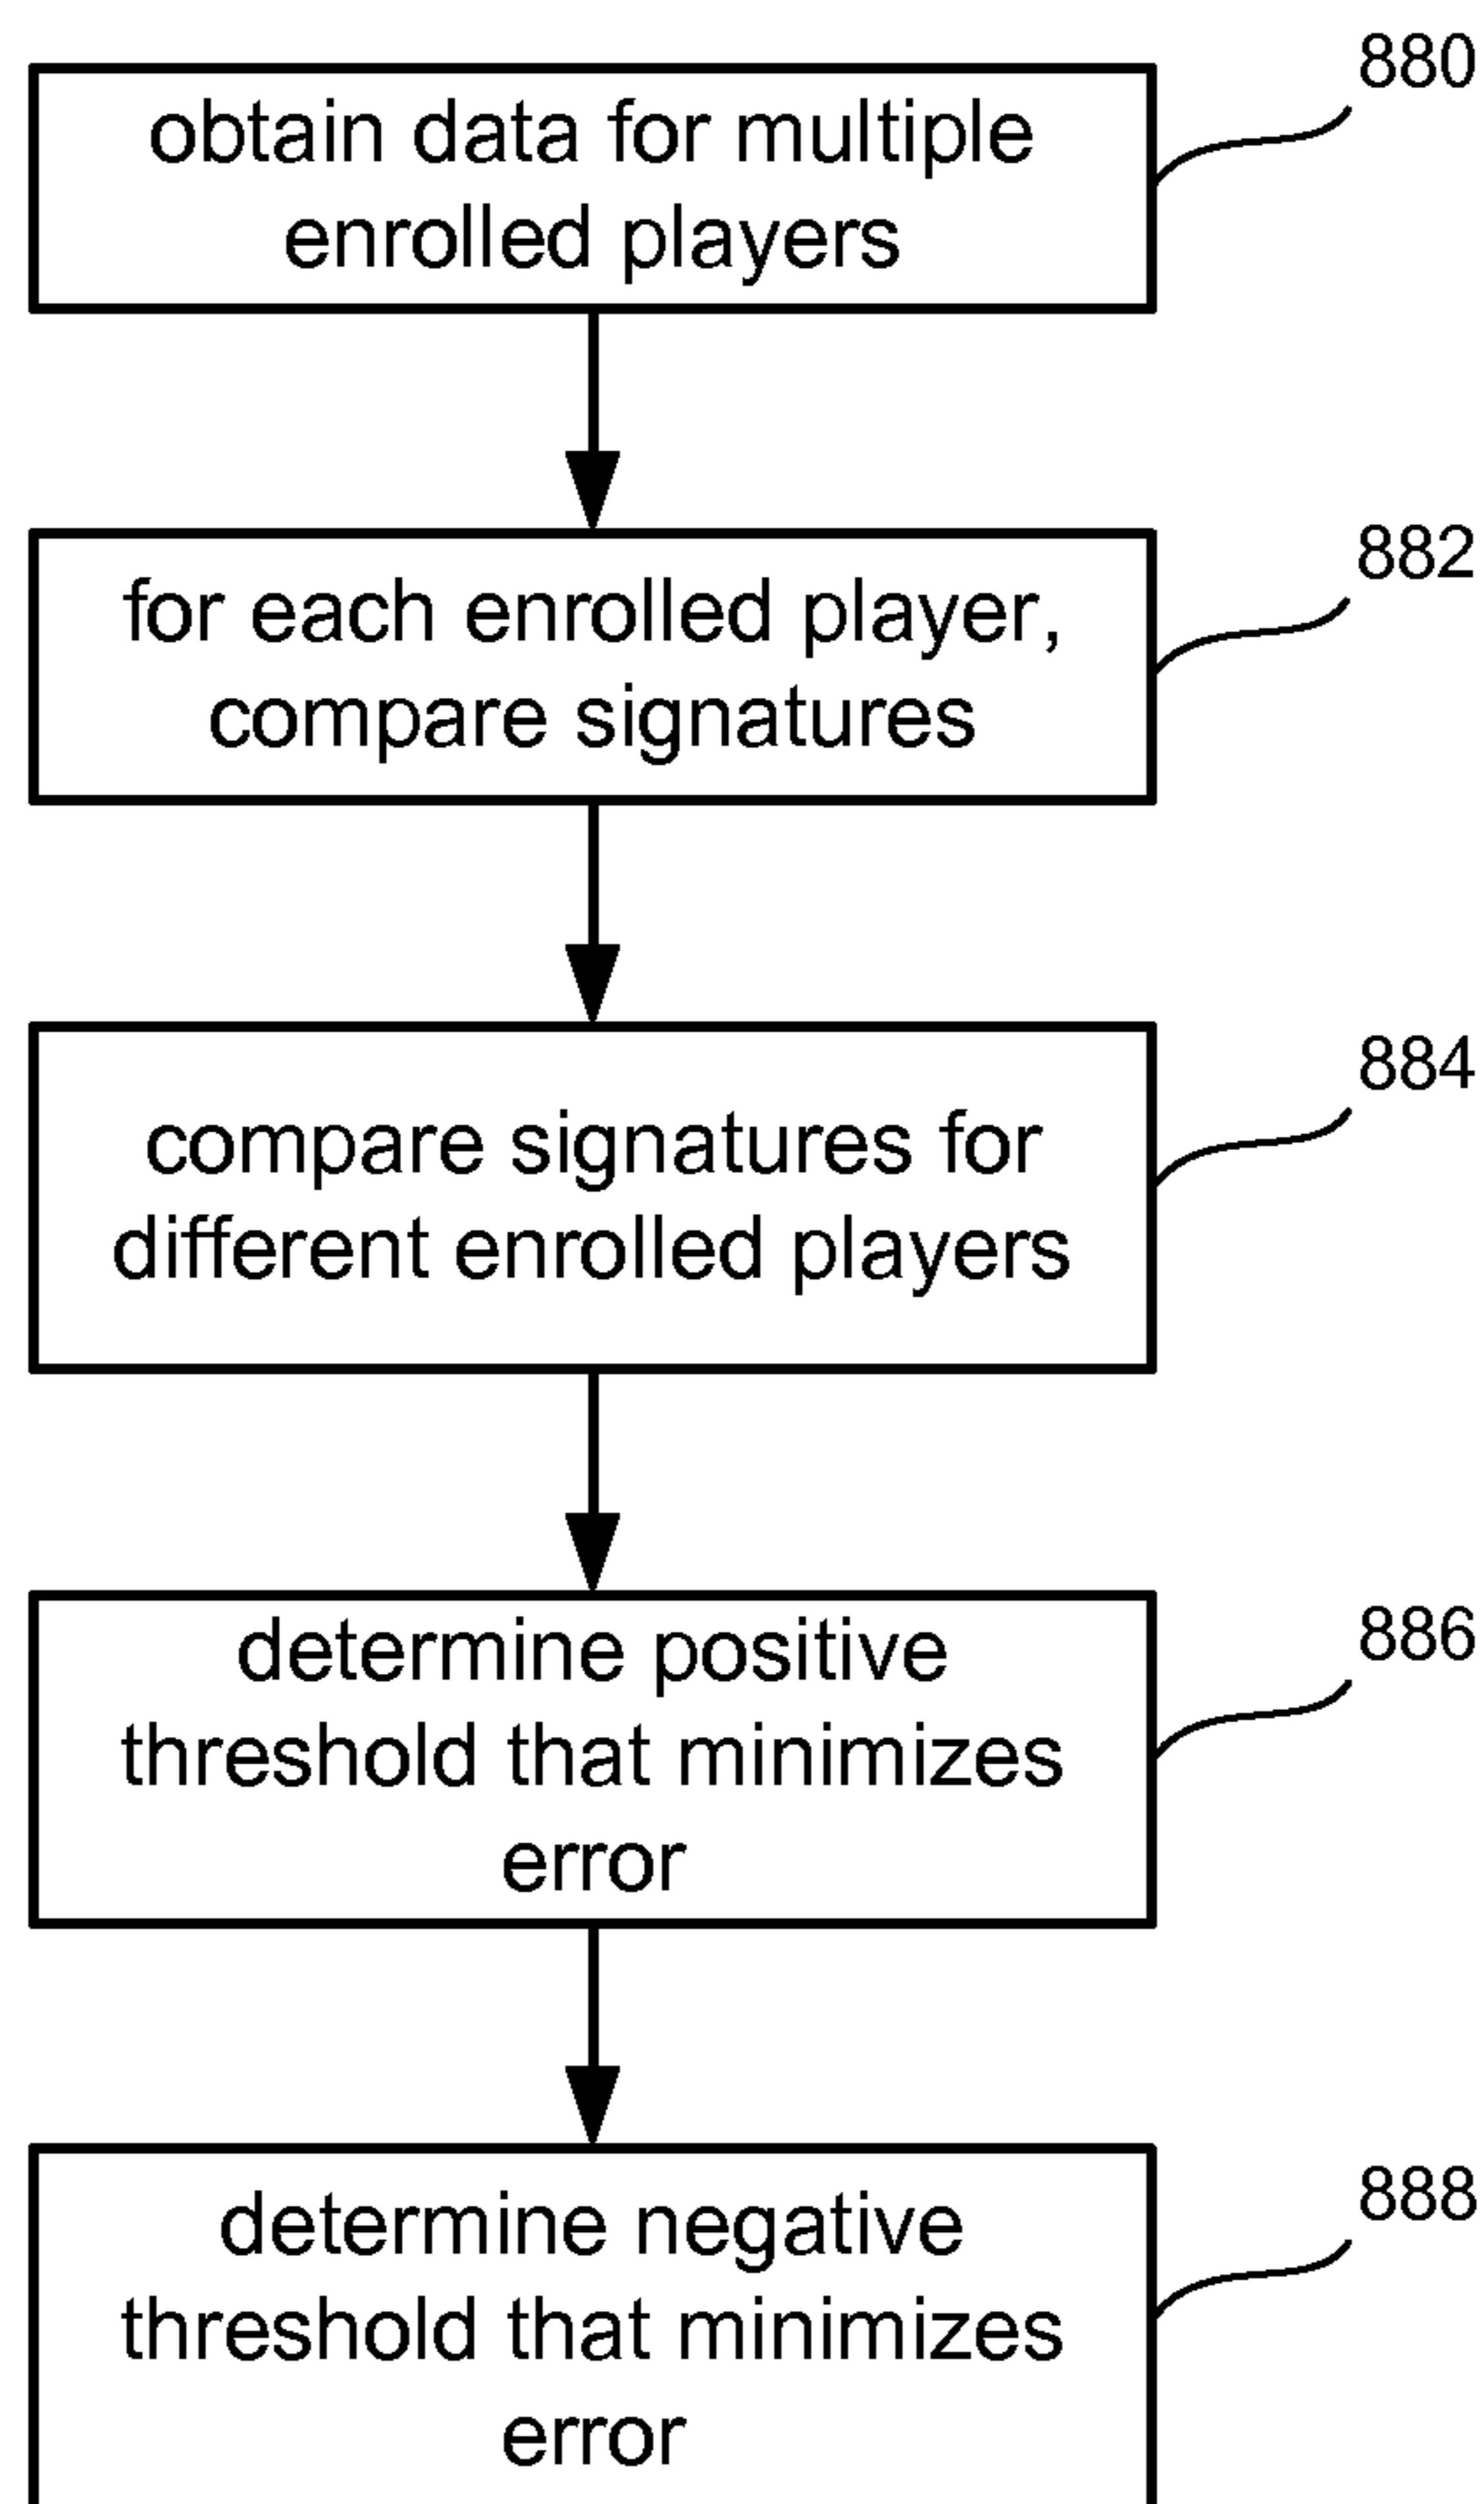 880
obtain data for multiple
enrolled players
882
for each enrolled player,
compare signatures
884
compare signatures for
different enrolled players
886
determine positive
threshold that minimizes
error
888
determine negative
threshold that minimizes
error